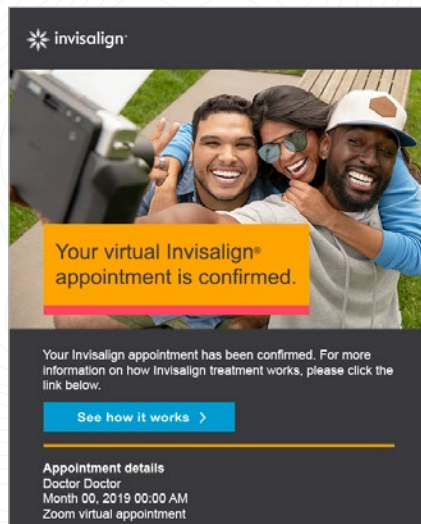 invisalign
Your virtual Invisalign®
appointment is confirmed.
Your Invisalign appointment has been confirmed. For more
information on how Invisalign treatment works, please click the
link below.
See how it works >
Appointment details
Doctor Doctor
Month 00, 2019 00:00 AM
Zoom virtual appointment